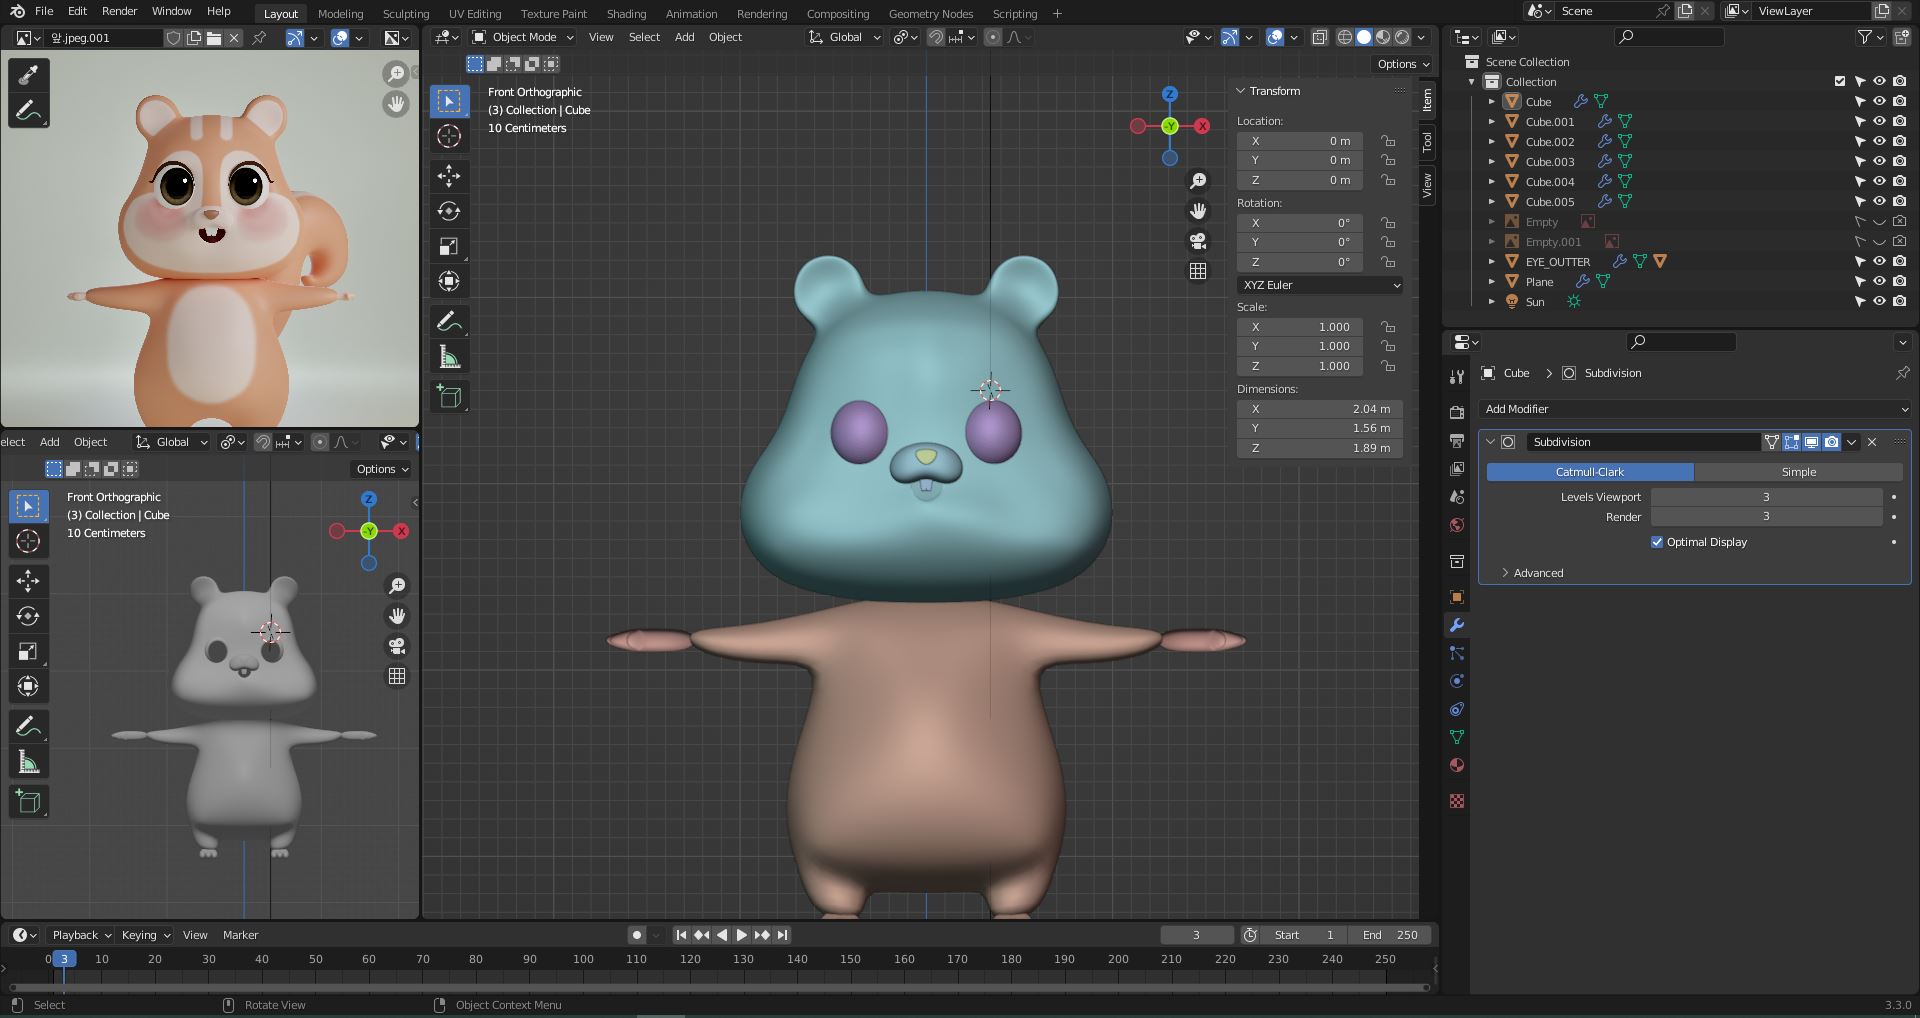 File Edit Render Window Help Layout Modeling Sculpting UV Editing Texture Paint Shading Animation Rendering Compositing Geometry Nodes Scripting + Scene ViewLayer
앞.jpeg.001
Object Mode View Select Add Object Global
Options
Front Orthographic
(3) Collection | Cube
10 Centimeters
Z
-Y
X
Transform
Location:
X 0 m
Y 0 m
Z 0 m
Rotation:
X 0°
Y 0°
Z 0°
XYZ Euler
Scale:
X 1.000
Y 1.000
Z 1.000
Dimensions:
X 2.04 m
Y 1.56 m
Z 1.89 m
Item
Tool
View
Scene Collection
Collection
Cube
Cube.001
Cube.002
Cube.003
Cube.004
Cube.005
Empty
Empty.001
EYE_OUTTER
Plane
Sun
Cube > Subdivision
Add Modifier
Subdivision
Catmull-Clark Simple
Levels Viewport 3
Render 3
Optimal Display
Advanced
elect Add Object Global
Options
Front Orthographic
(3) Collection | Cube
10 Centimeters
Z
-Y
X
Playback Keying View Marker 3 Start 1 End 250
0 3 10 20 30 40 50 60 70 80 90 100 110 120 130 140 150 160 170 180 190 200 210 220 230 240 250
Select Rotate View Object Context Menu 3.3.0